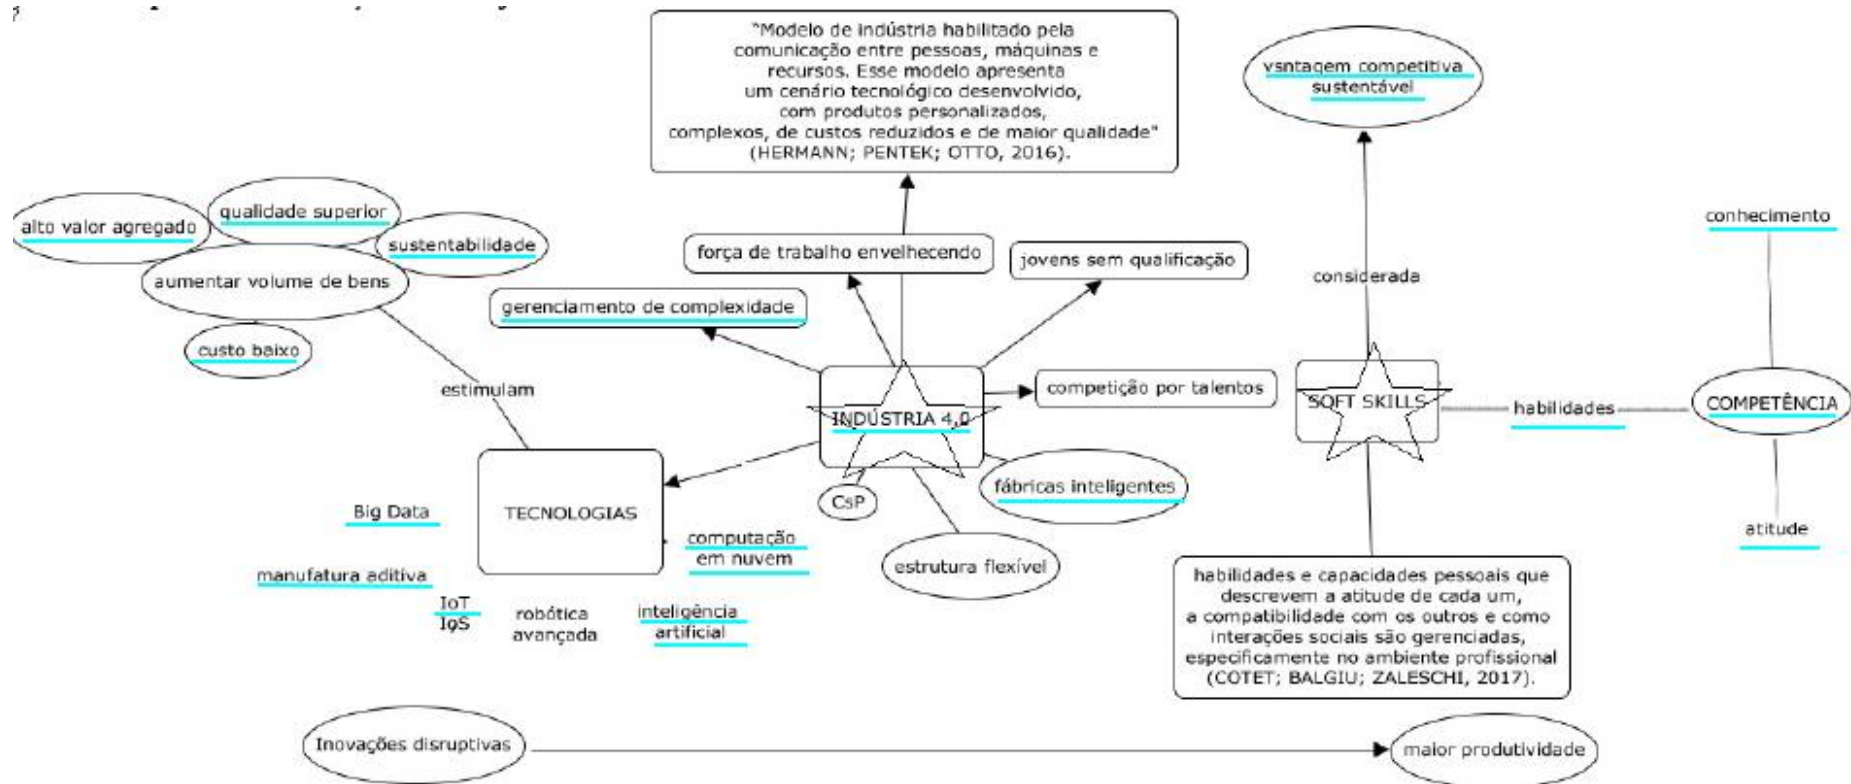 "Modelo de indústria habilitado pela
comunicação entre pessoas, máquinas e
recursos. Esse modelo apresenta
um cenário tecnológico desenvolvido,
com produtos personalizados,
complexos, de custos reduzidos e de maior qualidade"
(HERMANN; PENTEK; OTTO, 2016).
vsntagem competitiva
sustentável
alto valor agregado
qualidade superior
sustentabilidade
aumentar volume de bens
custo baixo
estimulam
força de trabalho envelhecendo
jovens sem qualificação
gerenciamento de complexidade
competição por talentos
INDÚSTRIA 4.0
fábricas inteligentes
CsP
estrutura flexível
TECNOLOGIAS
Big Data
computação
em nuvem
manufatura aditiva
IoT
robótica
avançada
inteligência
artificial
considerada
SOFT SKILLS
habilidades
conhecimento
COMPETÊNCIA
atitude
habilidades e capacidades pessoais que
descrevem a atitude de cada um,
a compatibilidade com os outros e como
interações sociais são gerenciadas,
especificamente no ambiente profissional
(COTET; BALGIU; ZALESCHI, 2017).
Inovações disruptivas
maior produtividade